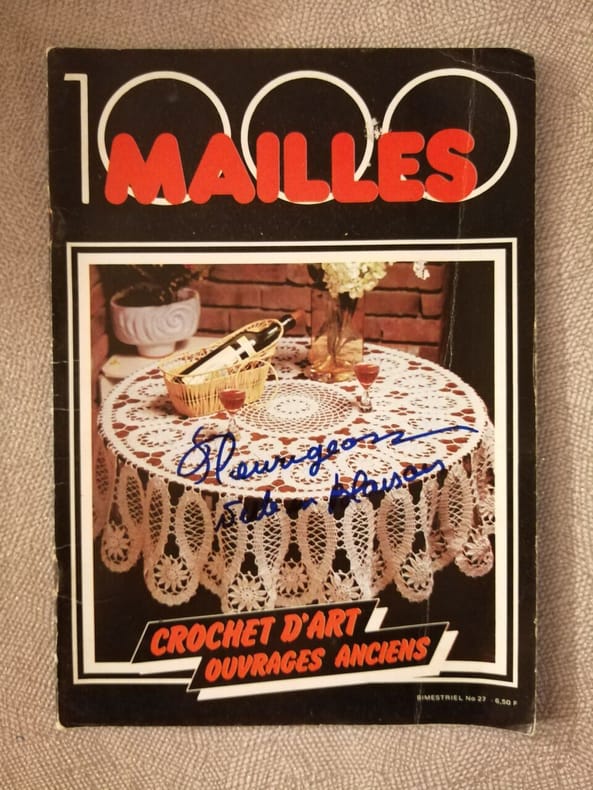 1000
MAILLES
CROCHET D'ART
OUVRAGES ANCIENS
BIMESTRIEL No 27 - 6,50 F